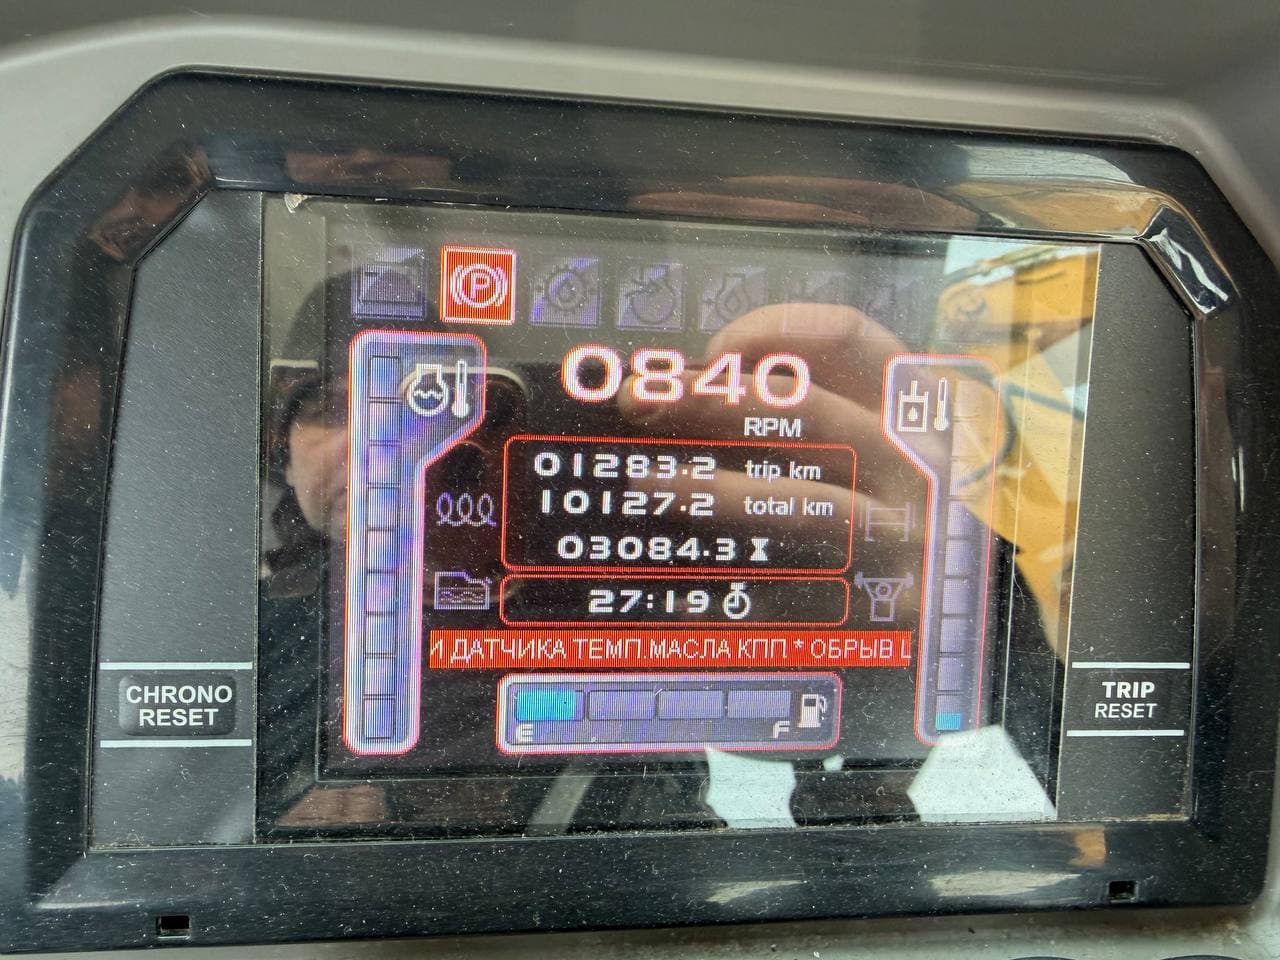 P
0840
RPM
01283.2 trip km
10127.2 total km
03084.3
27:19
И ДАТЧИКА ТЕМП.МАСЛА КПП * ОБРЫВ
E F
CHRONO
RESET
TRIP
RESET